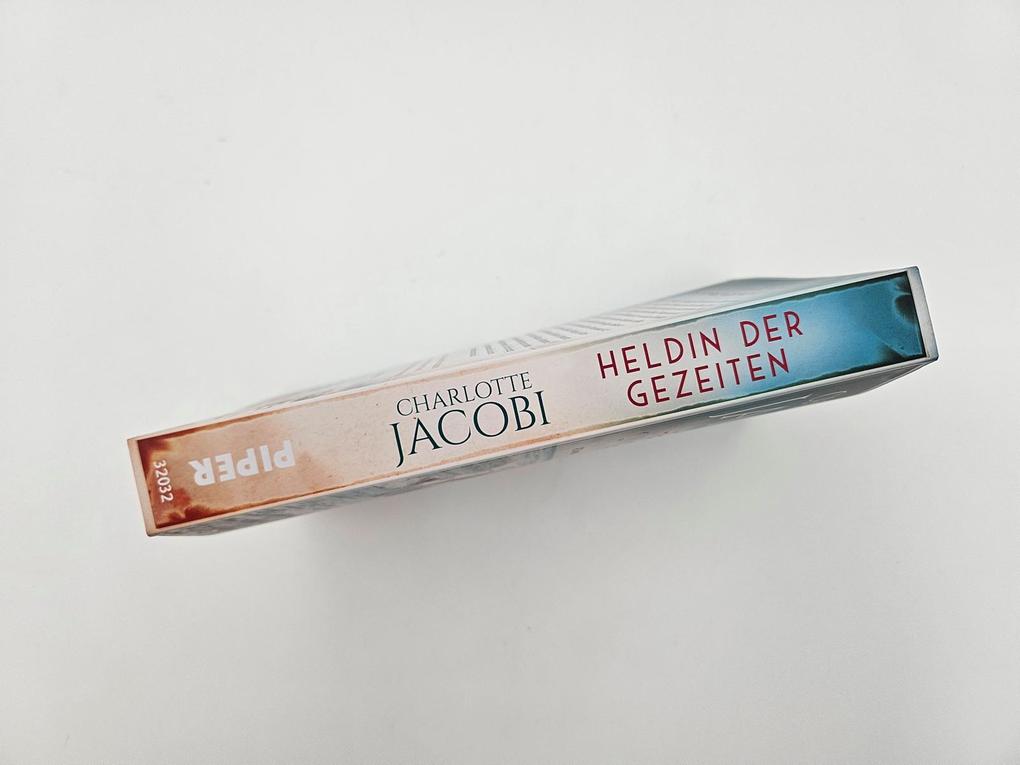 CHARLOTTE
JACOBI
HELDIN DER
GEZEITEN
PIPER
32032